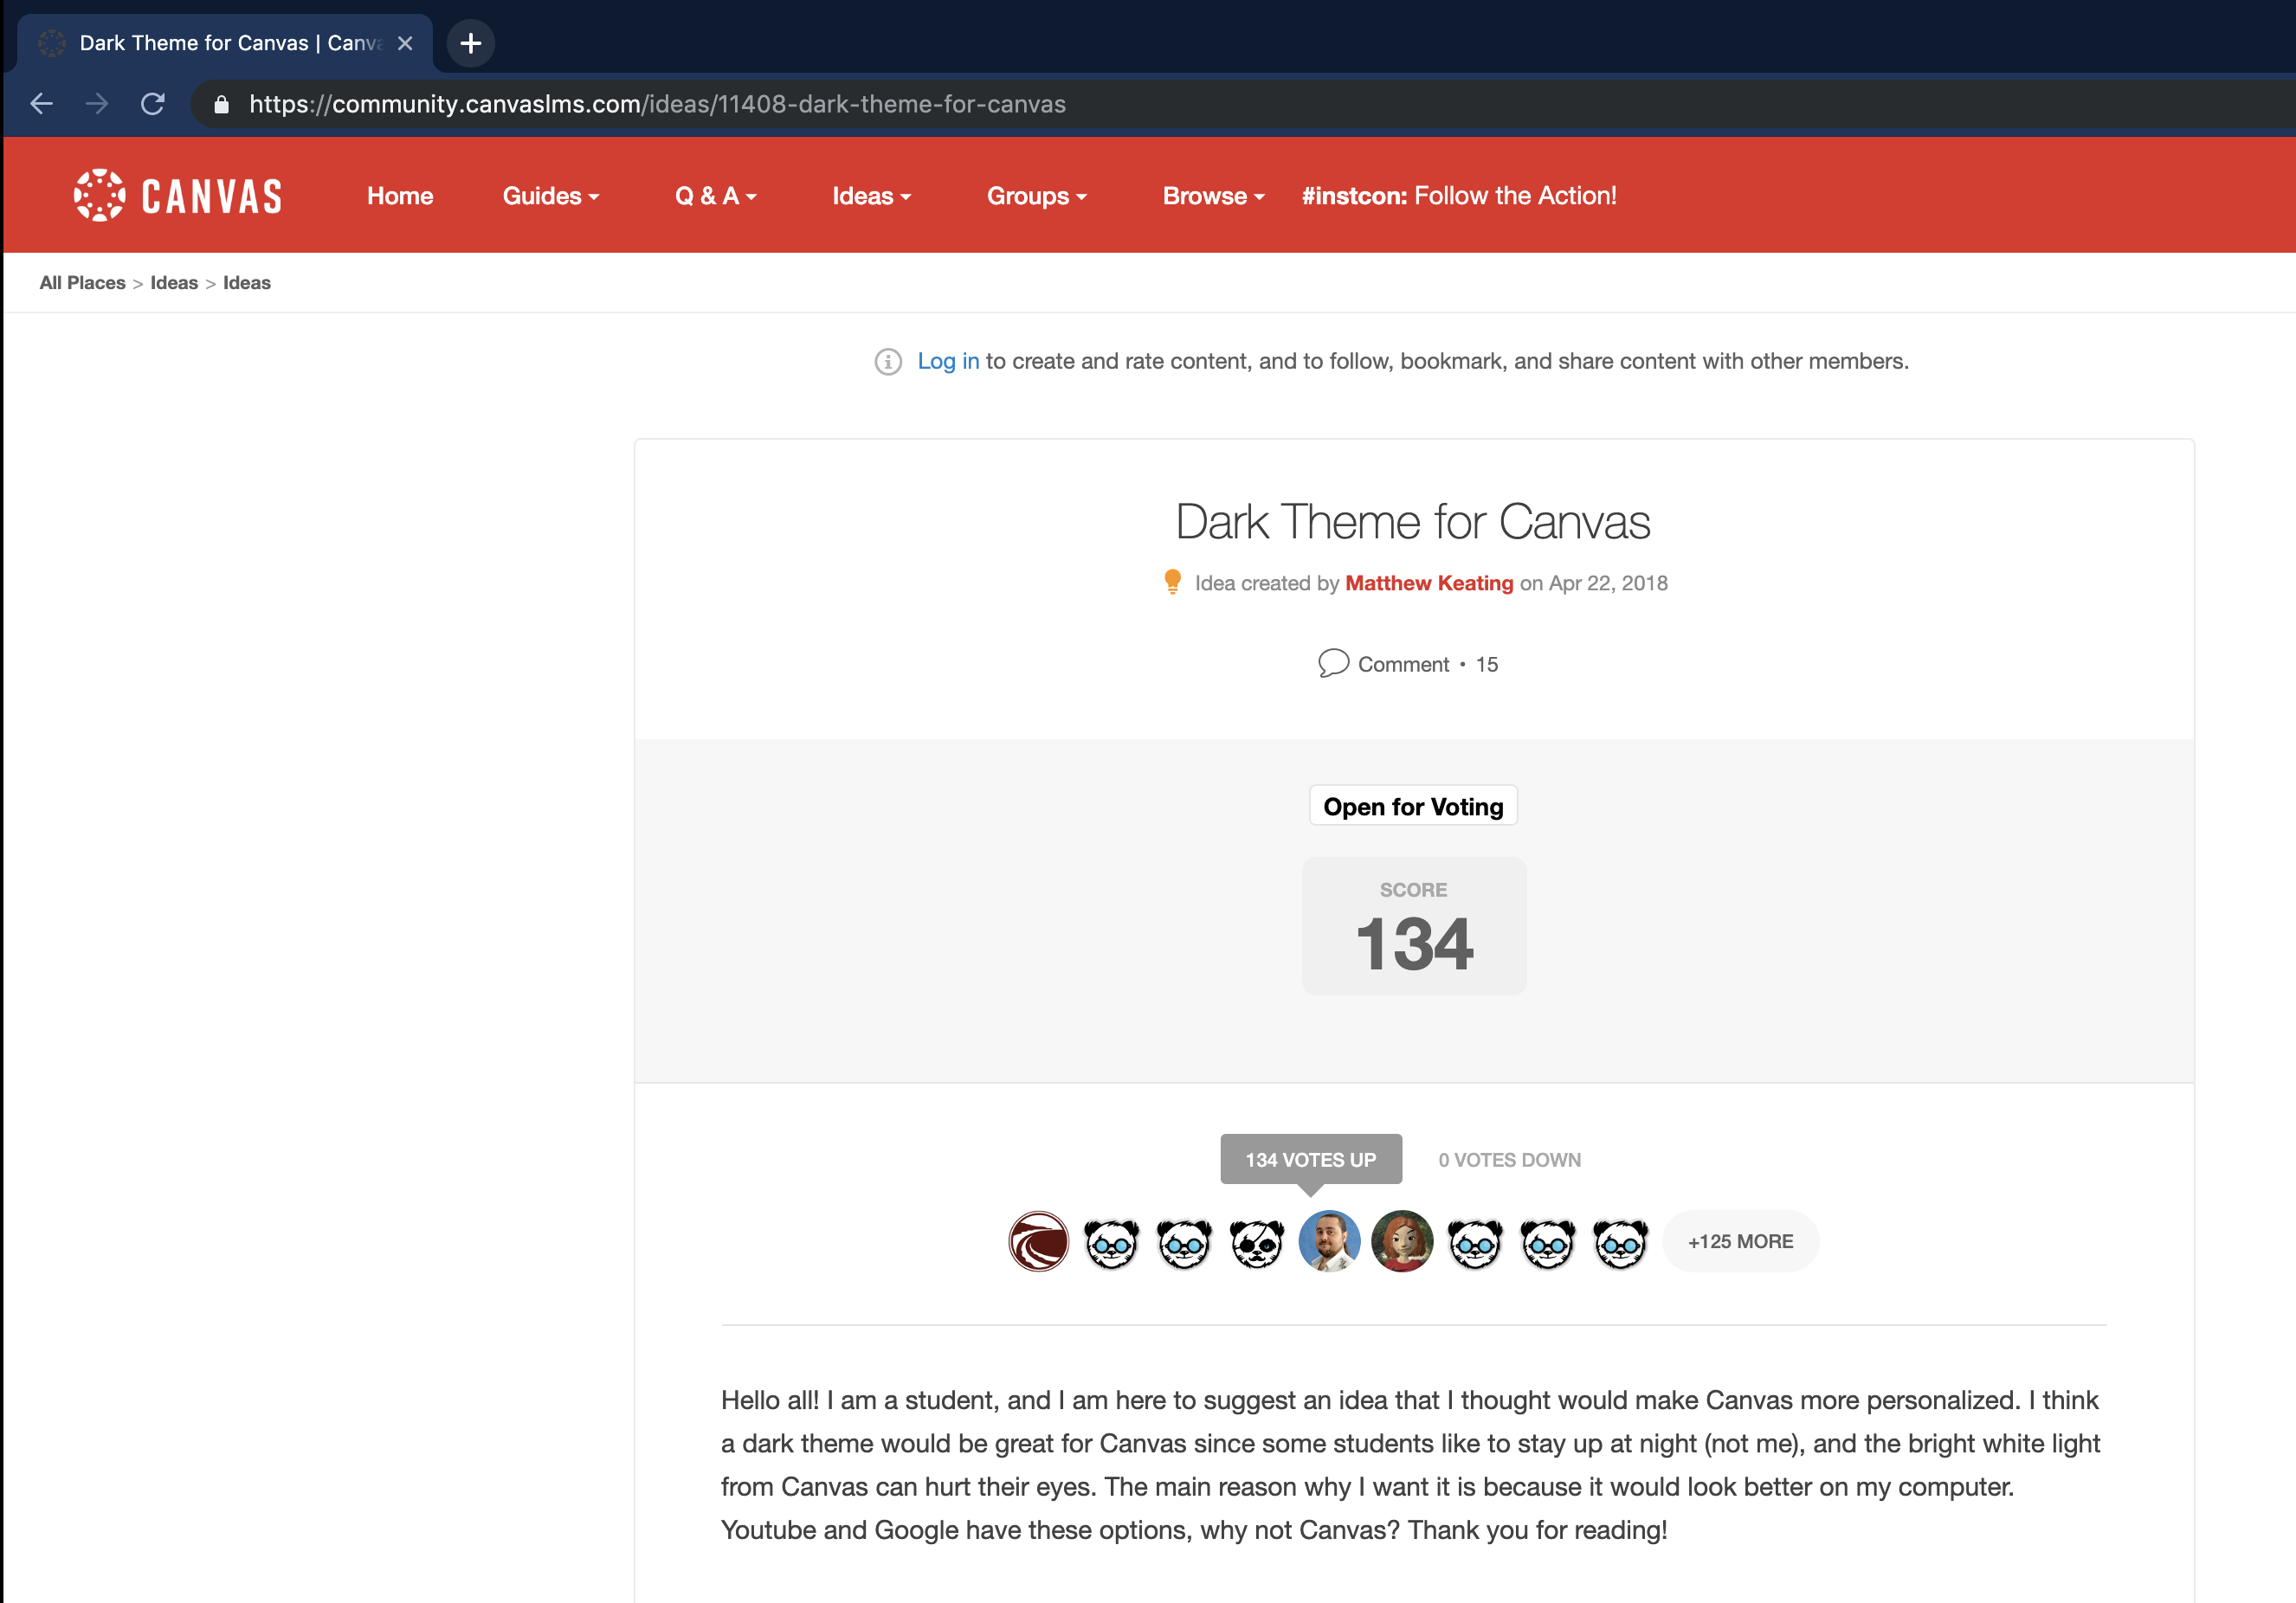 Dark Theme for Canvas | Canva
https://community.canvaslms.com/ideas/11408-dark-theme-for-canvas
CANVAS Home Guides Q & A Ideas Groups Browse #instcon: Follow the Action!
All Places > Ideas > Ideas
Log in to create and rate content, and to follow, bookmark, and share content with other members.
Dark Theme for Canvas
Idea created by Matthew Keating on Apr 22, 2018
Comment • 15
Open for Voting
SCORE
134
134 VOTES UP 0 VOTES DOWN
+125 MORE
Hello all! I am a student, and I am here to suggest an idea that I thought would make Canvas more personalized. I think
a dark theme would be great for Canvas since some students like to stay up at night (not me), and the bright white light
from Canvas can hurt their eyes. The main reason why I want it is because it would look better on my computer.
Youtube and Google have these options, why not Canvas? Thank you for reading!